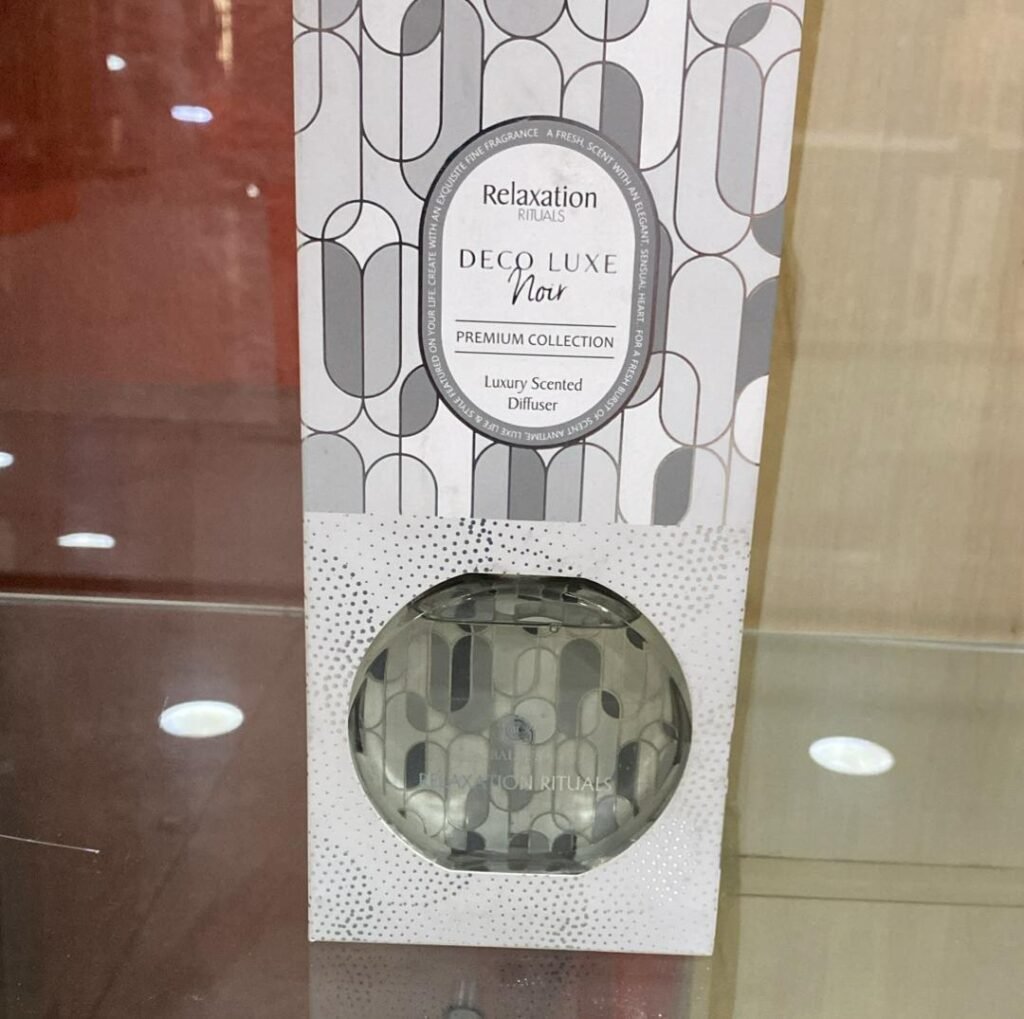 CREATE WITH AN EXQUISITE FINE FRAGRANCE
A FRESH, SCENT WITH AN ELEGANT, SENSUAL HEART.
FOR A FRESH BURST OF SCENT ANYTIME, LUXE LIFE & STYLE FEATURED ON YOUR LIFE.
Relaxation
RITUALS
DECO LUXE
Noir
PREMIUM COLLECTION
Luxury Scented
Diffuser
RELAXATION RITUALS